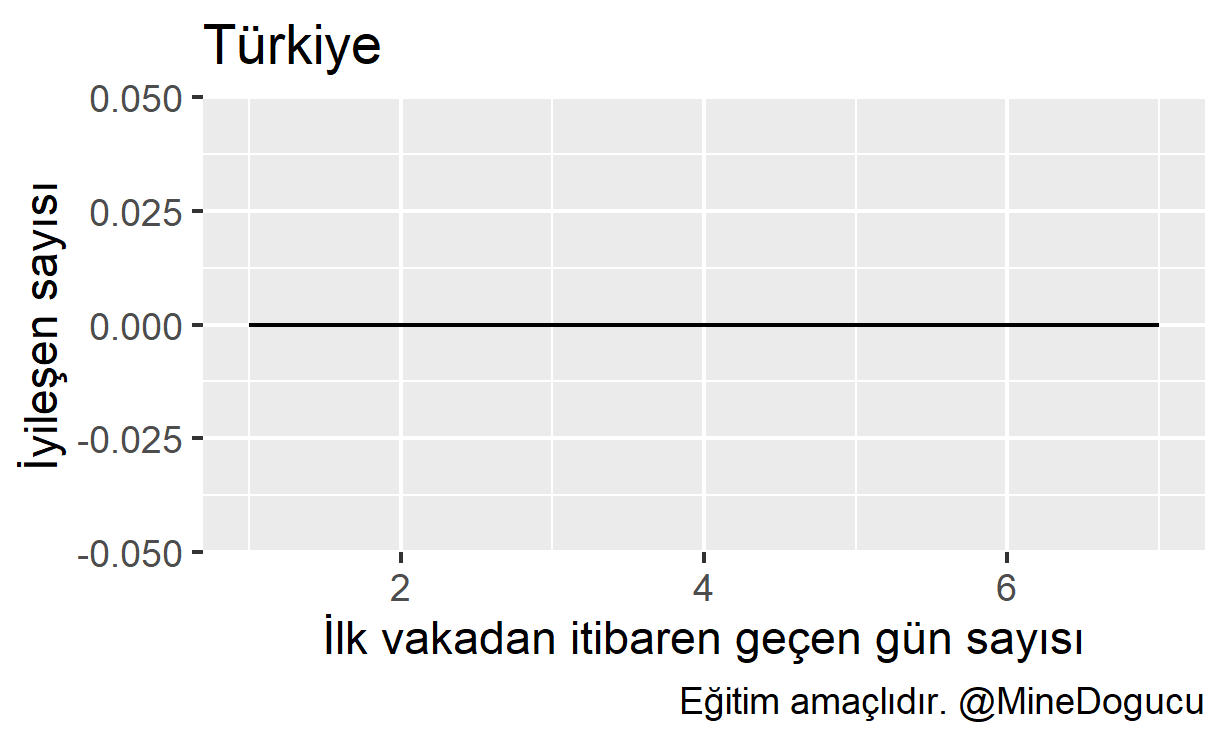 Türkiye
0.050
0.025
0.000
-0.025
-0.050
İyileşen sayısı
2 4 6
İlk vakadan itibaren geçen gün sayısı
Eğitim amaçlıdır. @MineDogucu